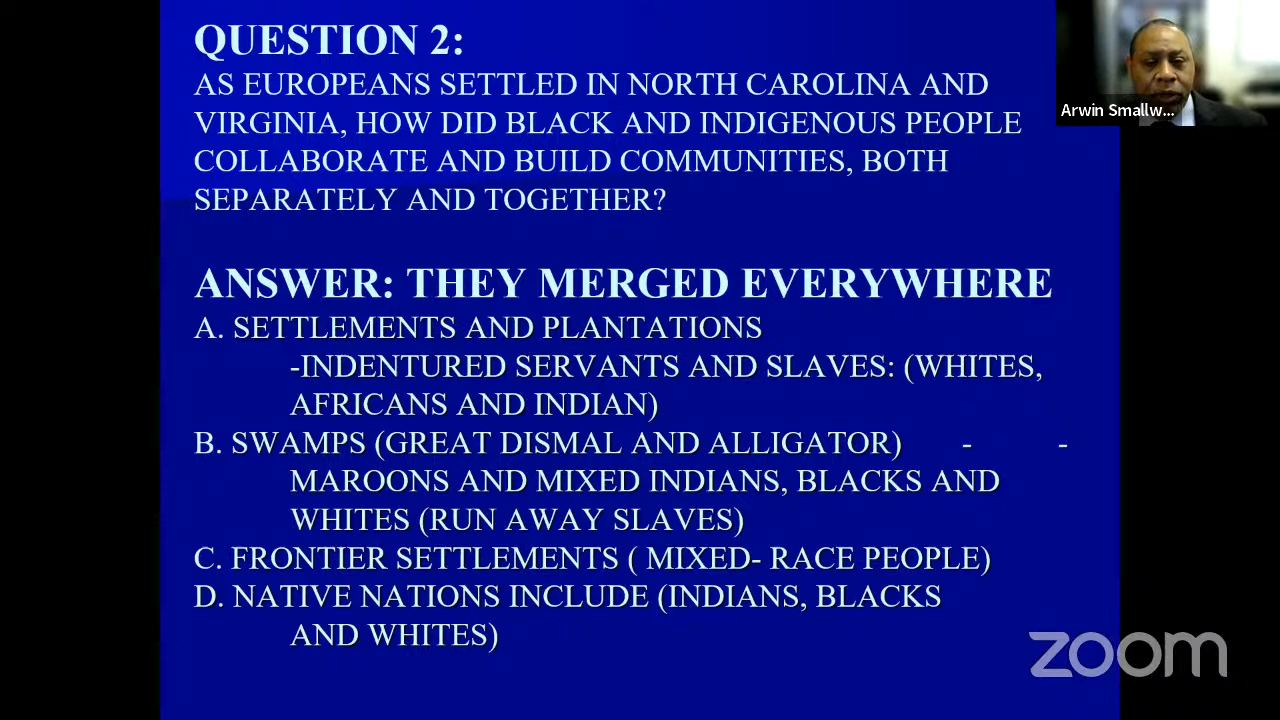 QUESTION 2:
AS EUROPEANS SETTLED IN NORTH CAROLINA AND
VIRGINIA, HOW DID BLACK AND INDIGENOUS PEOPLE
COLLABORATE AND BUILD COMMUNITIES, BOTH
SEPARATELY AND TOGETHER?
ANSWER: THEY MERGED EVERYWHERE
A. SETTLEMENTS AND PLANTATIONS
-INDENTURED SERVANTS AND SLAVES: (WHITES,
AFRICANS AND INDIAN)
B. SWAMPS (GREAT DISMAL AND ALLIGATOR) - -
MAROONS AND MIXED INDIANS, BLACKS AND
WHITES (RUN AWAY SLAVES)
C. FRONTIER SETTLEMENTS ( MIXED- RACE PEOPLE)
D. NATIVE NATIONS INCLUDE (INDIANS, BLACKS
AND WHITES)
Arwin Smallw...
zoom